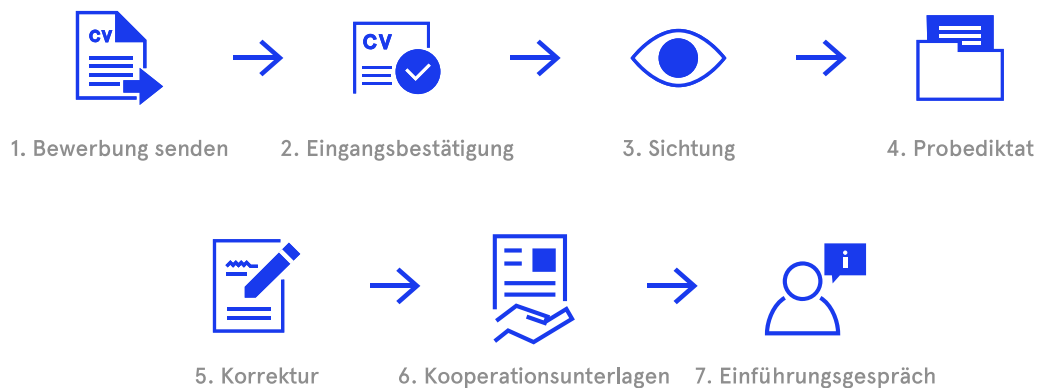 CV
CV
1. Bewerbung senden
2. Eingangsbestätigung
3. Sichtung
4. Probediktat
i
5. Korrektur
6. Kooperationsunterlagen
7. Einführungsgespräch